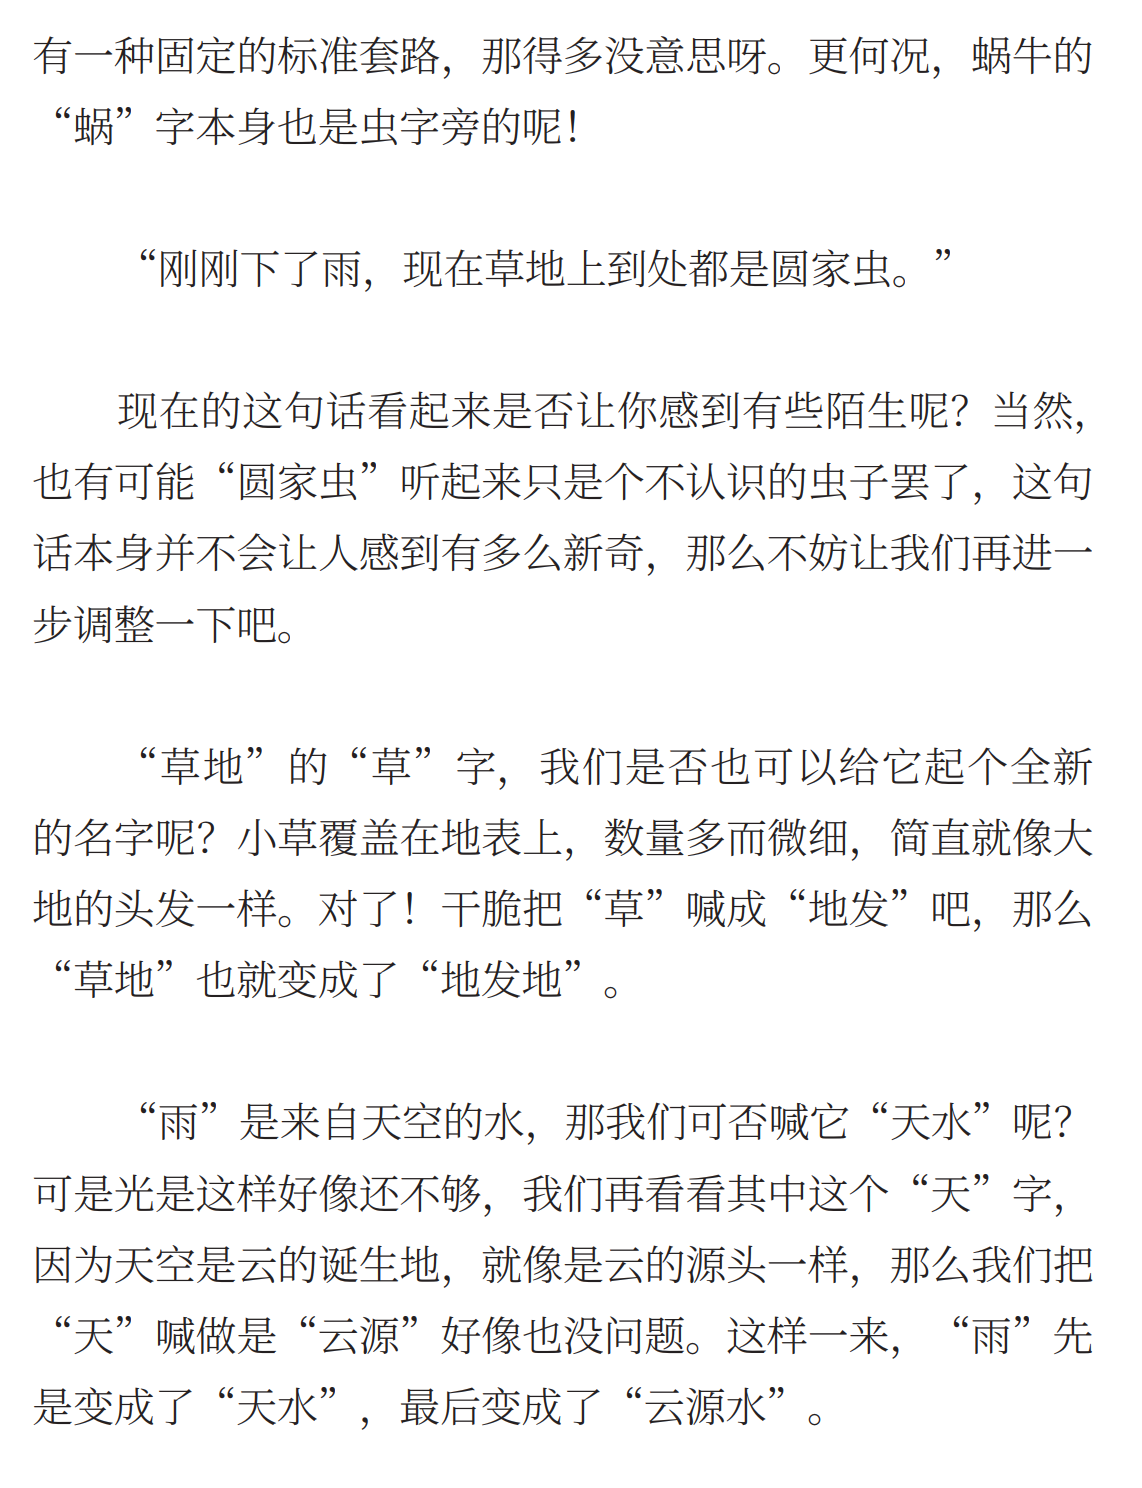 有一种固定的标准套路，那得多没意思呀。更何况，蜗牛的
“蜗”字本身也是虫字旁的呢！
“刚刚下了雨，现在草地上到处都是圆家虫。”
现在的这句话看起来是否让你感到有些陌生呢？当然，
也有可能“圆家虫”听起来只是个不认识的虫子罢了，这句
话本身并不会让人感到有多么新奇，那么不妨让我们再进一
步调整一下吧。
“草地”的“草”字，我们是否也可以给它起个全新
的名字呢？小草覆盖在地表上，数量多而微细，简直就像大
地的头发一样。对了！干脆把“草”喊成“地发”吧，那么
“草地”也就变成了“地发地”。
“雨”是来自天空的水，那我们可否喊它“天水”呢？
可是光是这样好像还不够，我们再看看其中这个“天”字，
因为天空是云的诞生地，就像是云的源头一样，那么我们把
“天”喊做是“云源”好像也没问题。这样一来，“雨”先
是变成了“天水”，最后变成了“云源水”。